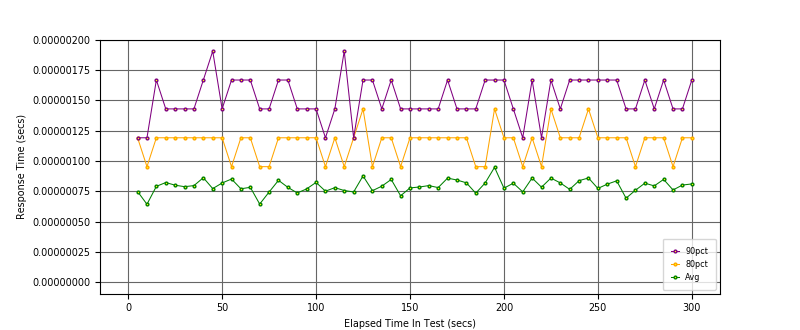 0.00000200
0.00000175
0.00000150
0.00000125
0.00000100
0.00000075
0.00000050
0.00000025
0.00000000
Response Time (secs)
90pct
80pct
Avg
0 50 100 150 200 250 300
Elapsed Time In Test (secs)